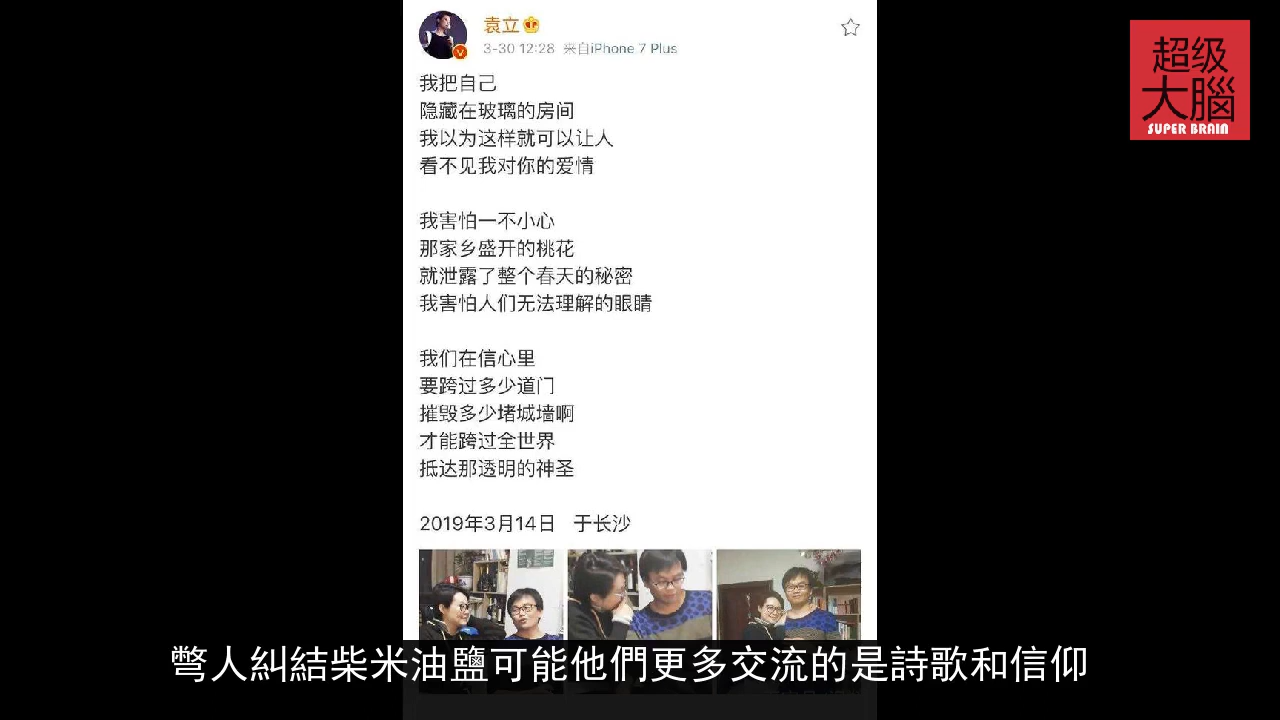 袁立
3-30 12:28 来自iPhone 7 Plus
超级
大腦
SUPER BRAIN
我把自己
隐藏在玻璃的房间
我以为这样就可以让人
看不见我对你的爱情
我害怕一不小心
那家乡盛开的桃花
就泄露了整个春天的秘密
我害怕人们无法理解的眼睛
我们在信心里
要跨过多少道门
摧毁多少堵城墙啊
才能跨过全世界
抵达那透明的神圣
2019年3月14日 于长沙
彆人糾結柴米油鹽可能他們更多交流的是詩歌和信仰